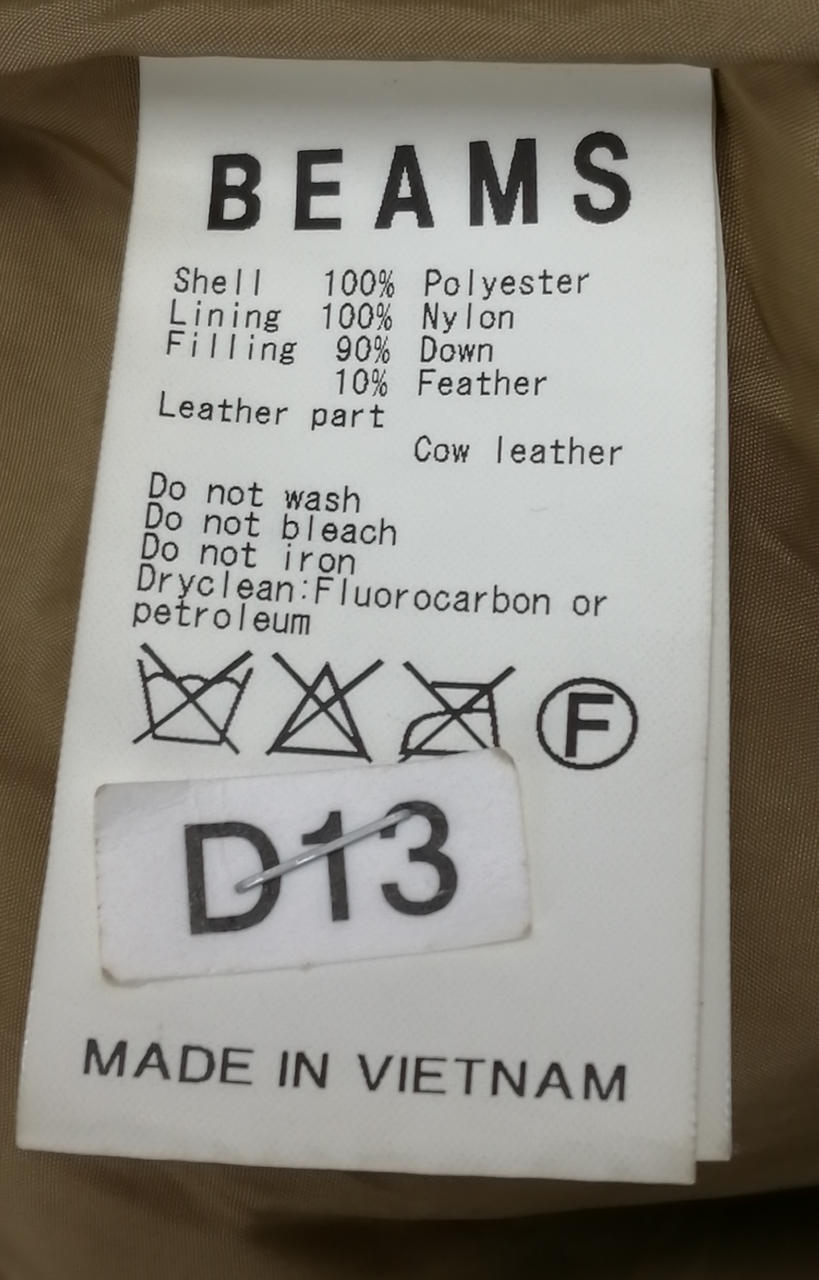 BEAMS
Shell 100% Polyester
Lining 100% Nylon
Filling 90% Down
10% Feather
Leather part
Cow leather
Do not wash
Do not bleach
Do not iron
Dryclean:Fluorocarbon or
petroleum
F
D13
MADE IN VIETNAM